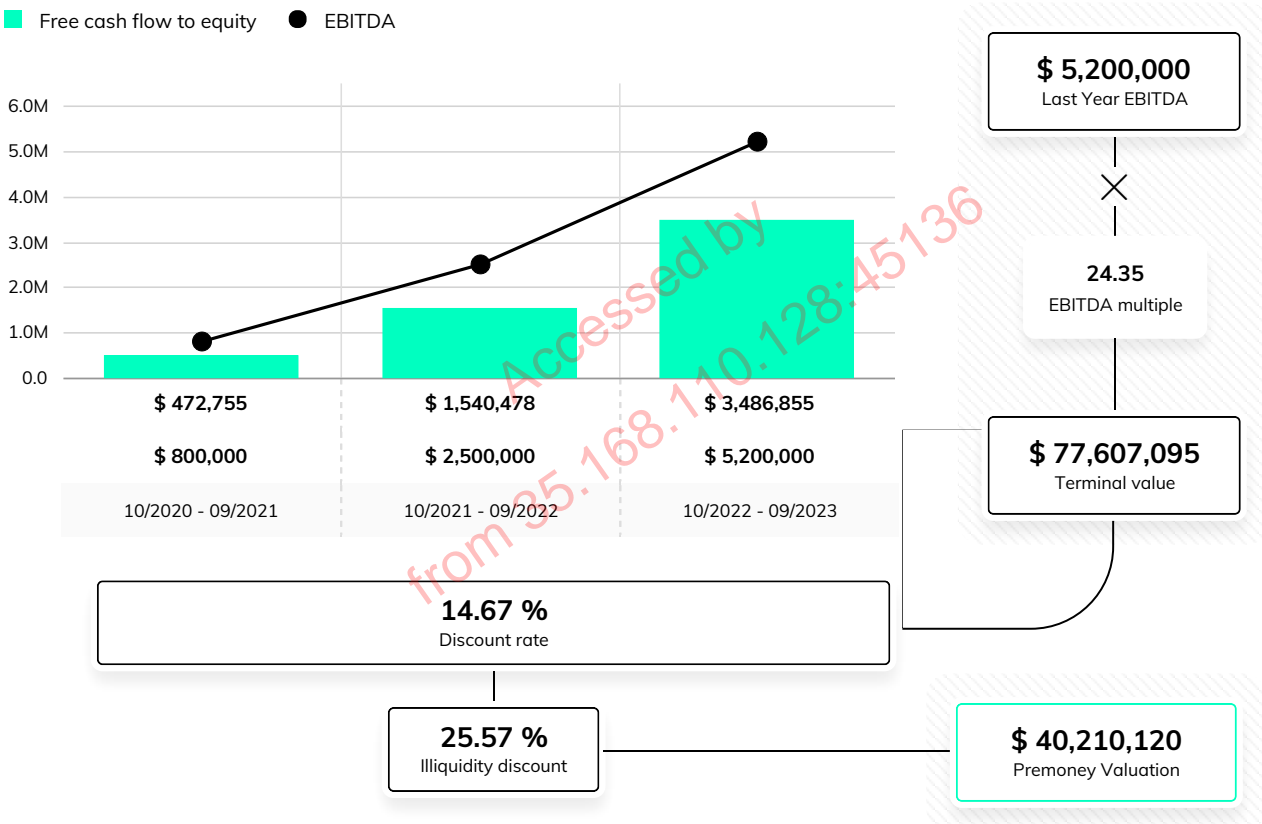 Free cash flow to equity EBITDA
6.0M
5.0M
4.0M
3.0M
2.0M
1.0M
0.0
$ 472,755 $ 1,540,478 $ 3,486,855
$ 800,000 $ 2,500,000 $ 5,200,000
10/2020 - 09/2021 10/2021 - 09/2022 10/2022 - 09/2023
$ 5,200,000
Last Year EBITDA
24.35
EBITDA multiple
$ 77,607,095
Terminal value
14.67 %
Discount rate
25.57 %
Illiquidity discount
$ 40,210,120
Premoney Valuation
Accessed by
from 35.168.110.128:45136